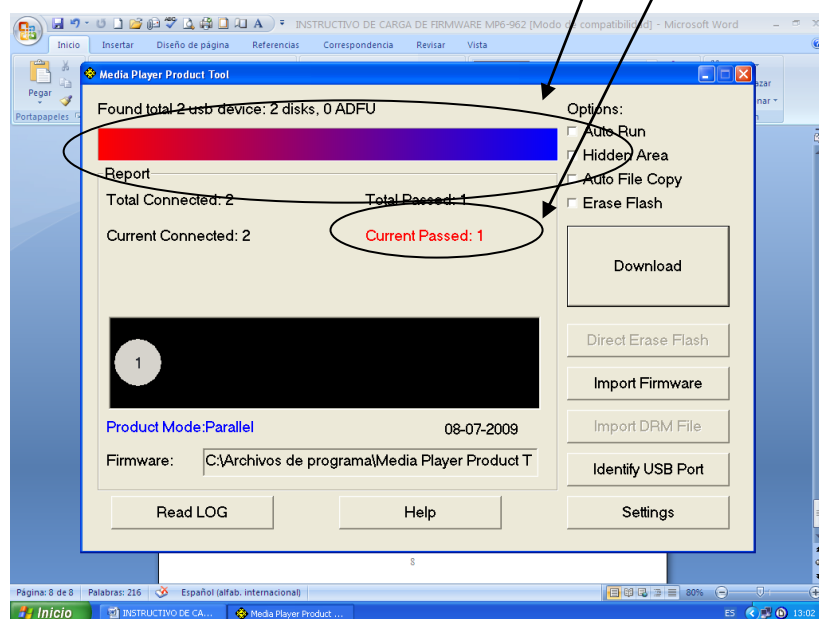 INSTRUCTIVO DE CARGA DE FIRMWARE MP6-962 [Modo de compatibilidad] - Microsoft Word
Inicio Insertar Diseño de página Referencias Correspondencia Revisar Vista
Pegar
Portapapeles
Media Player Product Tool
Found total 2 usb device: 2 disks, 0 ADFU
Options:
Auto Run
Hidden Area
Auto File Copy
Erase Flash
Report
Total Connected: 2 Total Passed: 1
Current Connected: 2 Current Passed: 1
Download
1
Direct Erase Flash
Import Firmware
Product Mode:Parallel 08-07-2009
Import DRM File
Firmware: C:\Archivos de programa\Media Player Product T
Identify USB Port
Read LOG Help Settings
8
Página: 8 de 8 Palabras: 216 Español (alfab. internacional) 80%
Inicio INSTRUCTIVO DE CA... Media Player Product ... ES 13:02